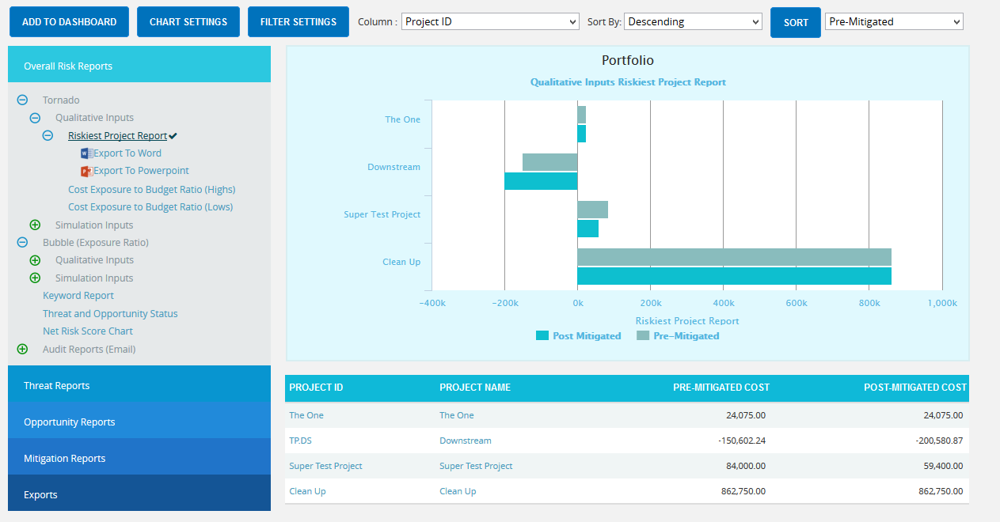 ADD TO DASHBOARD CHART SETTINGS FILTER SETTINGS Column : Project ID Sort By: Descending SORT Pre-Mitigated
Overall Risk Reports
Tornado
Qualitative Inputs
Riskiest Project Report
Export To Word
Export To Powerpoint
Cost Exposure to Budget Ratio (Highs)
Cost Exposure to Budget Ratio (Lows)
Simulation Inputs
Bubble (Exposure Ratio)
Qualitative Inputs
Simulation Inputs
Keyword Report
Threat and Opportunity Status
Net Risk Score Chart
Audit Reports (Email)
Threat Reports
Opportunity Reports
Mitigation Reports
Exports
Portfolio
Qualitative Inputs Riskiest Project Report
The One
Downstream
Super Test Project
Clean Up
-400k -200k 0k 200k 400k 600k 800k 1,000k
Riskiest Project Report
Post Mitigated Pre-Mitigated
PROJECT ID PROJECT NAME PRE-MITIGATED COST POST-MITIGATED COST
The One The One 24,075.00 24,075.00
TP.DS Downstream -150,602.24 -200,580.87
Super Test Project Super Test Project 84,000.00 59,400.00
Clean Up Clean Up 862,750.00 862,750.00